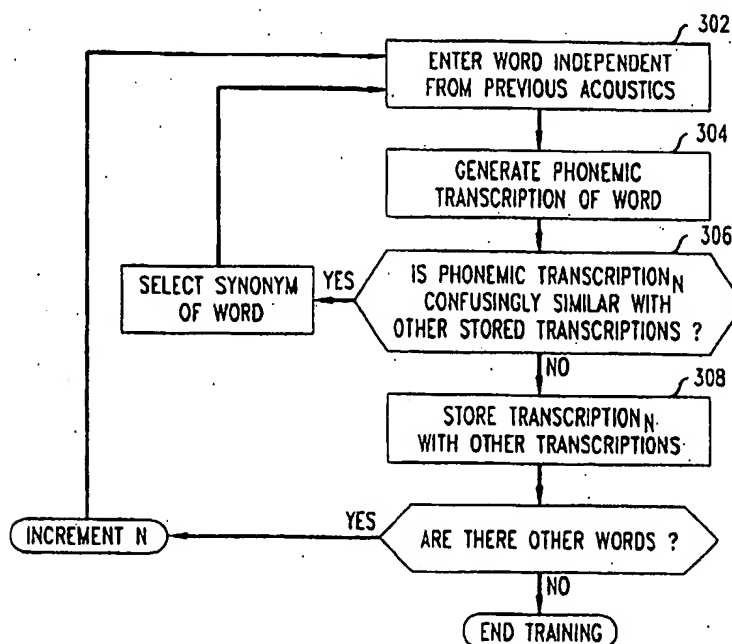 302
ENTER WORD INDEPENDENT
FROM PREVIOUS ACOUSTICS
304
GENERATE PHONEMIC
TRANSCRIPTION OF WORD
306
IS PHONEMIC TRANSCRIPTION N
CONFUSINGLY SIMILAR WITH
OTHER STORED TRANSCRIPTIONS ?
YES
SELECT SYNONYM
OF WORD
NO
308
STORE TRANSCRIPTION N
WITH OTHER TRANSCRIPTIONS
ARE THERE OTHER WORDS ?
YES
INCREMENT N
NO
END TRAINING